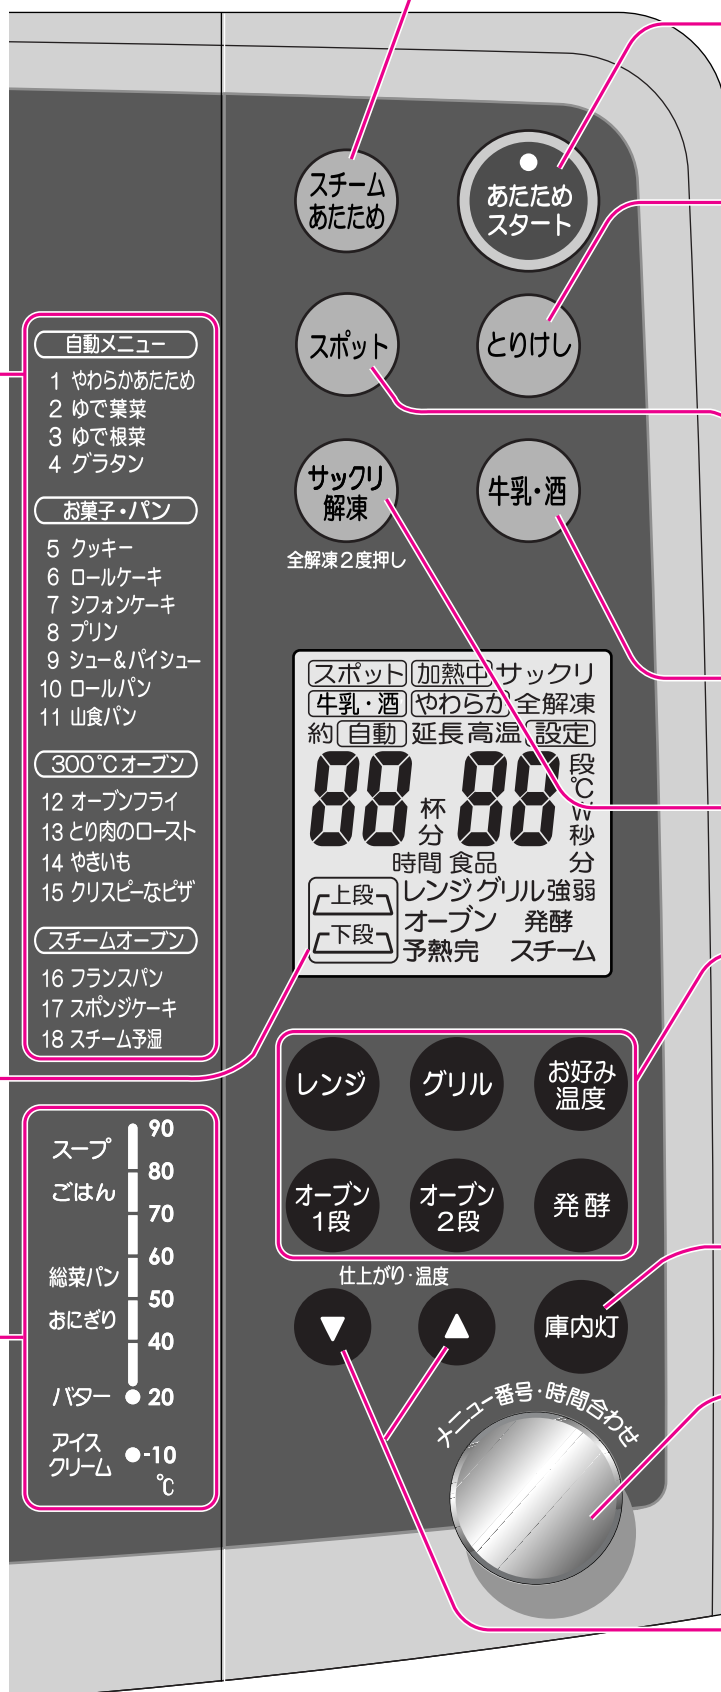 スチーム
あたため
あたため
スタート
スポット
とりけし
サックリ
解凍
全解凍2度押し
牛乳・酒
自動メニュー
1 やわらかあたため
2 ゆで葉菜
3 ゆで根菜
4 グラタン
お菓子・パン
5 クッキー
6 ロールケーキ
7 シフォンケーキ
8 プリン
9 シュー&パイシュー
10 ロールパン
11 山食パン
300℃オーブン
12 オーブンフライ
13 とり肉のロースト
14 やきいも
15 クリスピーなピザ
スチームオーブン
16 フランスパン
17 スポンジケーキ
18 スチーム予湿
スポット 加熱中 サックリ
牛乳・酒 やわらか 全解凍
約 自動 延長 高温 設定
88 杯 分 88 段 ℃ W 秒 分
時間 食品
上段 レンジ グリル 強弱
下段 オーブン 発酵
予熱完 スチーム
レンジ
グリル
お好み
温度
オーブン
1段
オーブン
2段
発酵
仕上がり・温度
▼
▲
庫内灯
メニュー番号・時間合わせ
スープ
ごはん
総菜パン
おにぎり
バター
アイス
クリーム
90
80
70
60
50
40
20
-10
℃